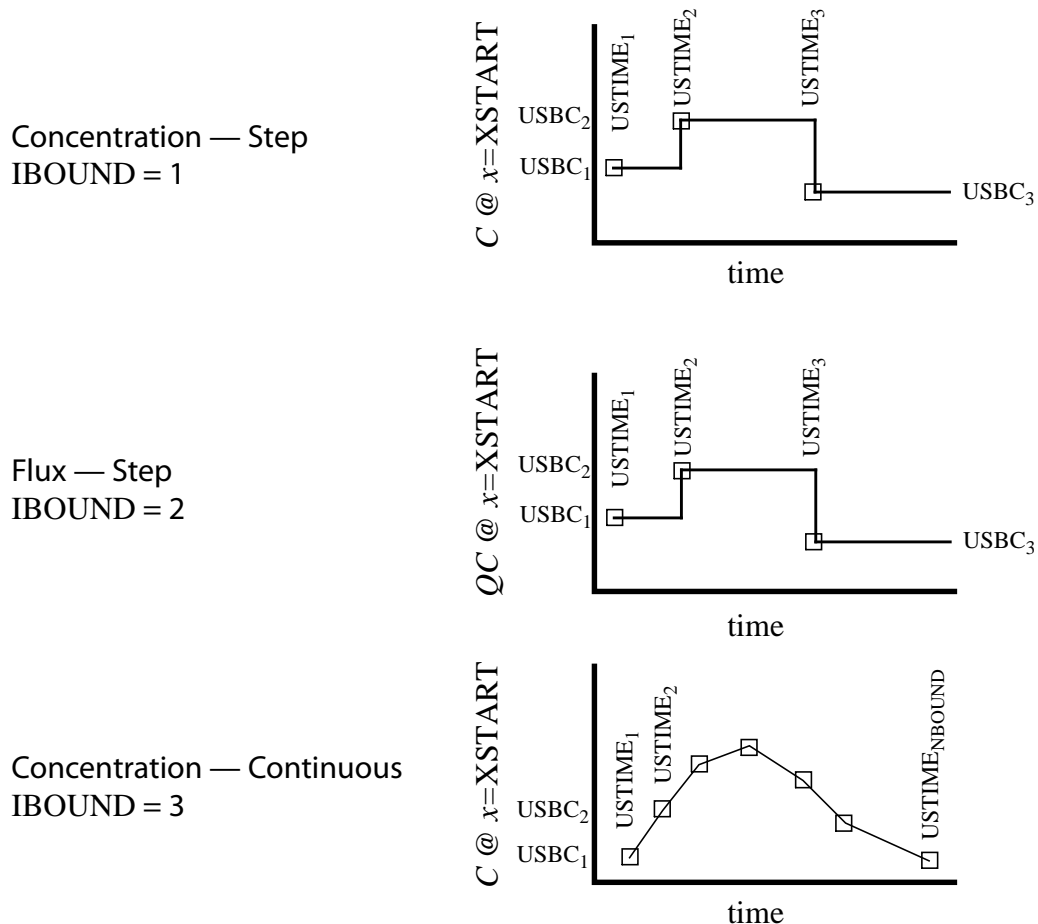 Concentration — Step
IBOUND = 1
C @ x=XSTART
USBC₂
USBC₁
USTIME₁
USTIME₂
USTIME₃
USBC₃
time
Flux — Step
IBOUND = 2
QC @ x=XSTART
USBC₂
USBC₁
USTIME₁
USTIME₂
USTIME₃
USBC₃
time
Concentration — Continuous
IBOUND = 3
C @ x=XSTART
USBC₂
USBC₁
USTIME₁
USTIME₂
USTIME_NBOUND
time